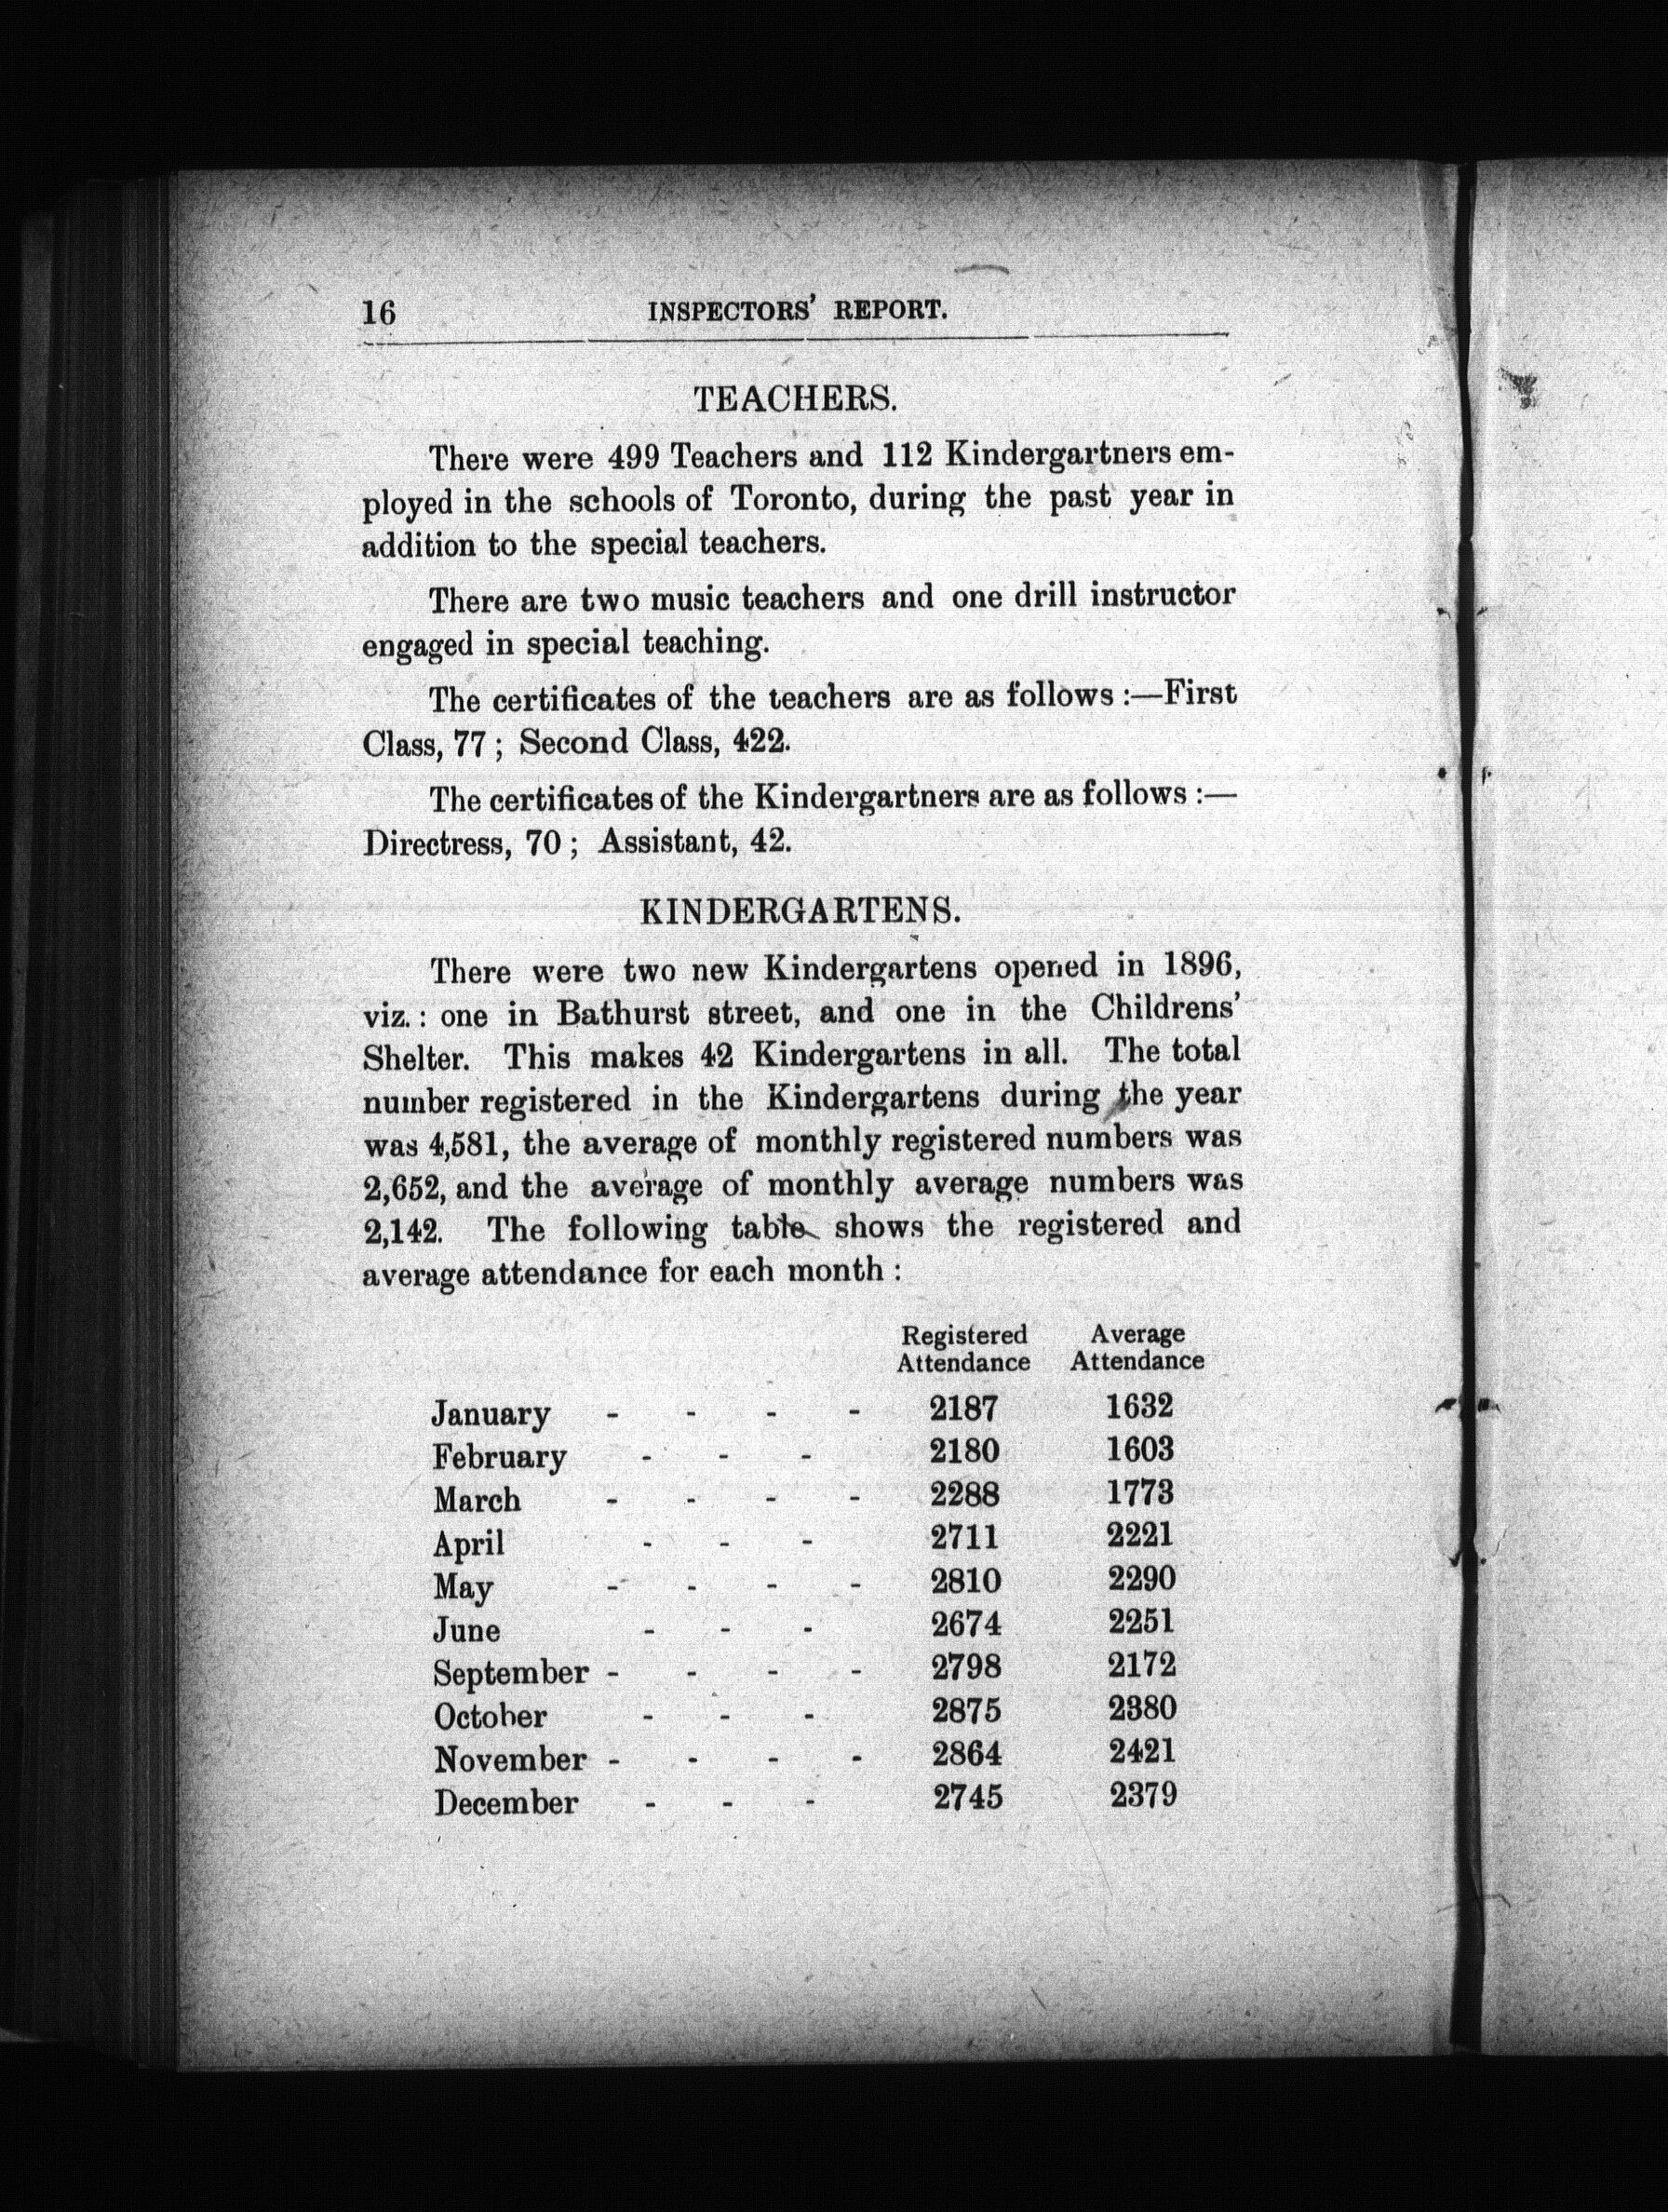 16 INSPECTORS' REPORT.
TEACHERS.
There were 499 Teachers and 112 Kindergartners em-
ployed in the schools of Toronto, during the past year in
addition to the special teachers.
There are two music teachers and one drill instructor
engaged in special teaching.
The certificates of the teachers are as follows :—First
Class, 77 ; Second Class, 422.
The certificates of the Kindergartners are as follows :—
Directress, 70 ; Assistant, 42.
KINDERGARTENS.
There were two new Kindergartens opened in 1896,
viz. : one in Bathurst street, and one in the Childrens'
Shelter. This makes 42 Kindergartens in all. The total
number registered in the Kindergartens during the year
was 4,581, the average of monthly registered numbers was
2,652, and the average of monthly average numbers was
2,142. The following table shows the registered and
average attendance for each month :
Registered Average
Attendance Attendance
January - - - - 2187 1632
February - - - 2180 1603
March - - - - 2288 1773
April - - - 2711 2221
May - - - - 2810 2290
June - - - 2674 2251
September - - - - 2798 2172
October - - - 2875 2380
November - - - - 2864 2421
December - - - 2745 2379